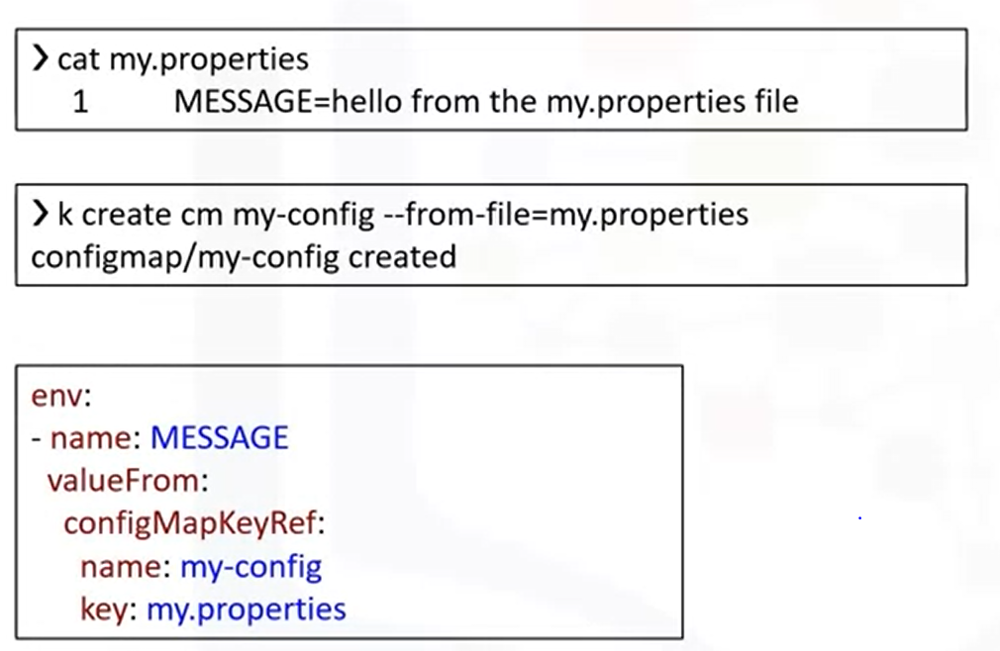 ❯ cat my.properties
1 MESSAGE=hello from the my.properties file
❯ k create cm my-config --from-file=my.properties
configmap/my-config created
env:
- name: MESSAGE
valueFrom:
configMapKeyRef:
name: my-config
key: my.properties